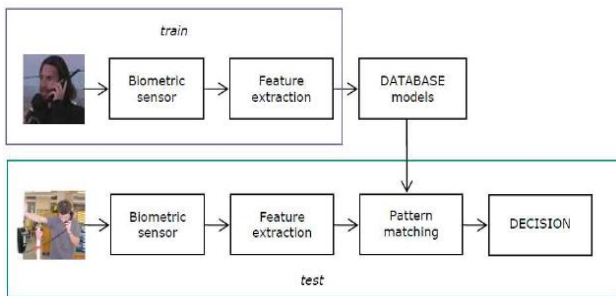 train
Biometric
sensor
Feature
extraction
DATABASE
models
Biometric
sensor
Feature
extraction
Pattern
matching
DECISION
test